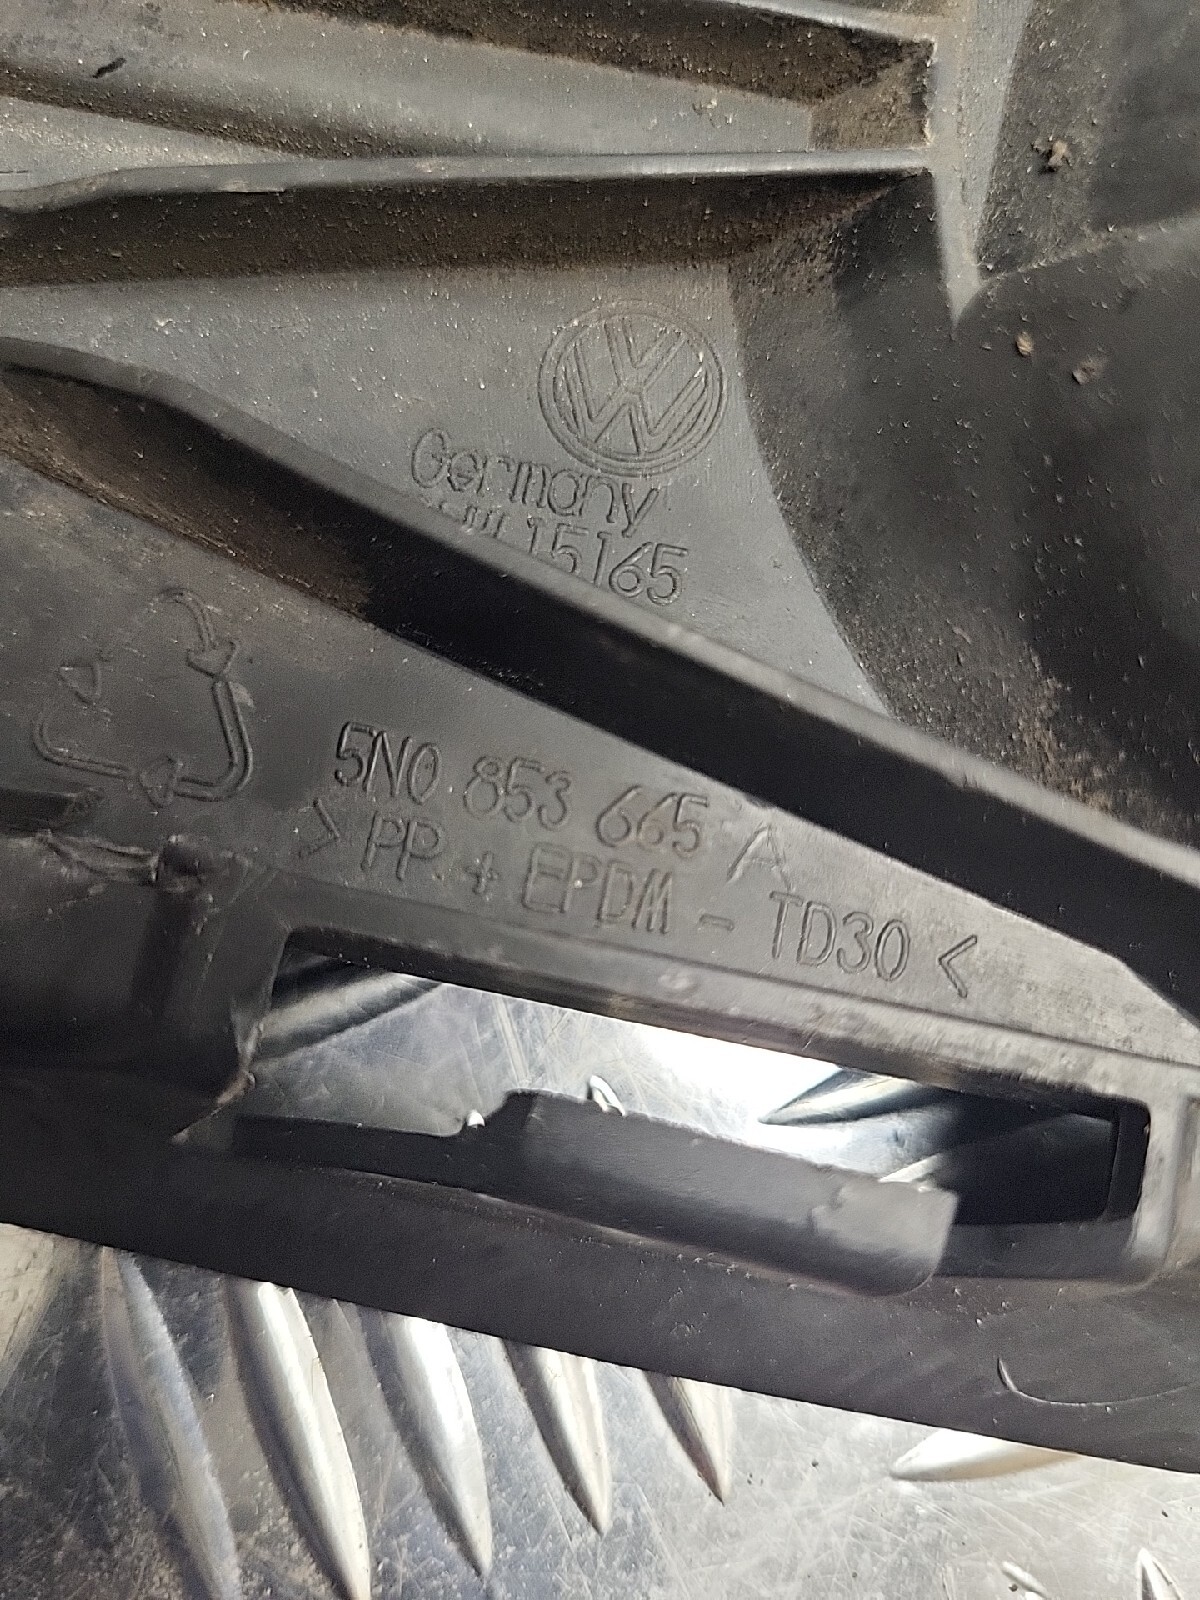 Germany
15165
5N0 853 665 A
> PP + EPDM - TD30 <